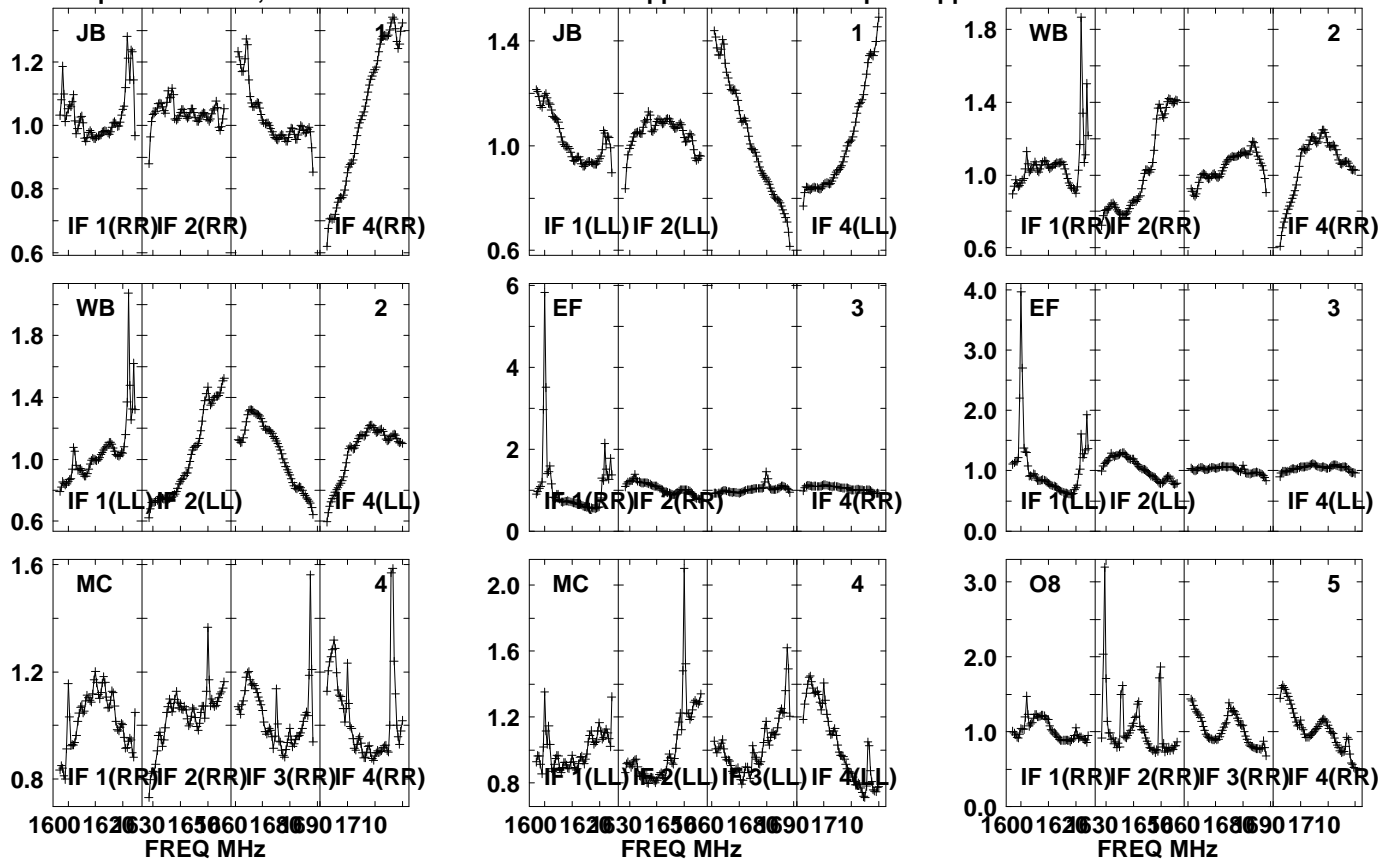 JB 1
1.2
1.0
0.8
IF 1(RR) IF 2(RR) IF 4(RR)
0.6
JB 1
1.4
1.0
IF 1(LL) IF 2(LL) IF 4(LL)
0.6
WB 2
1.8
1.4
1.0
IF 1(RR) IF 2(RR) IF 4(RR)
0.6
WB 2
1.8
1.4
1.0
IF 1(LL) IF 2(LL) IF 4(LL)
0.6
EF 3
6
4
2
IF 1(RR) IF 2(RR) IF 4(RR)
0
EF 3
4.0
3.0
2.0
1.0
IF 1(LL) IF 2(LL) IF 4(LL)
0.0
MC 4
1.6
1.2
0.8
IF 1(RR) IF 2(RR) IF 3(RR) IF 4(RR)
1600 1710
FREQ MHz
MC 4
2.0
1.6
1.2
0.8
IF 1(LL) IF 2(LL) IF 3(LL) IF 4(LL)
1600 1710
FREQ MHz
O8 5
3.0
2.0
1.0
IF 1(RR) IF 2(RR) IF 3(RR) IF 4(RR)
0.0
1600 1710
FREQ MHz